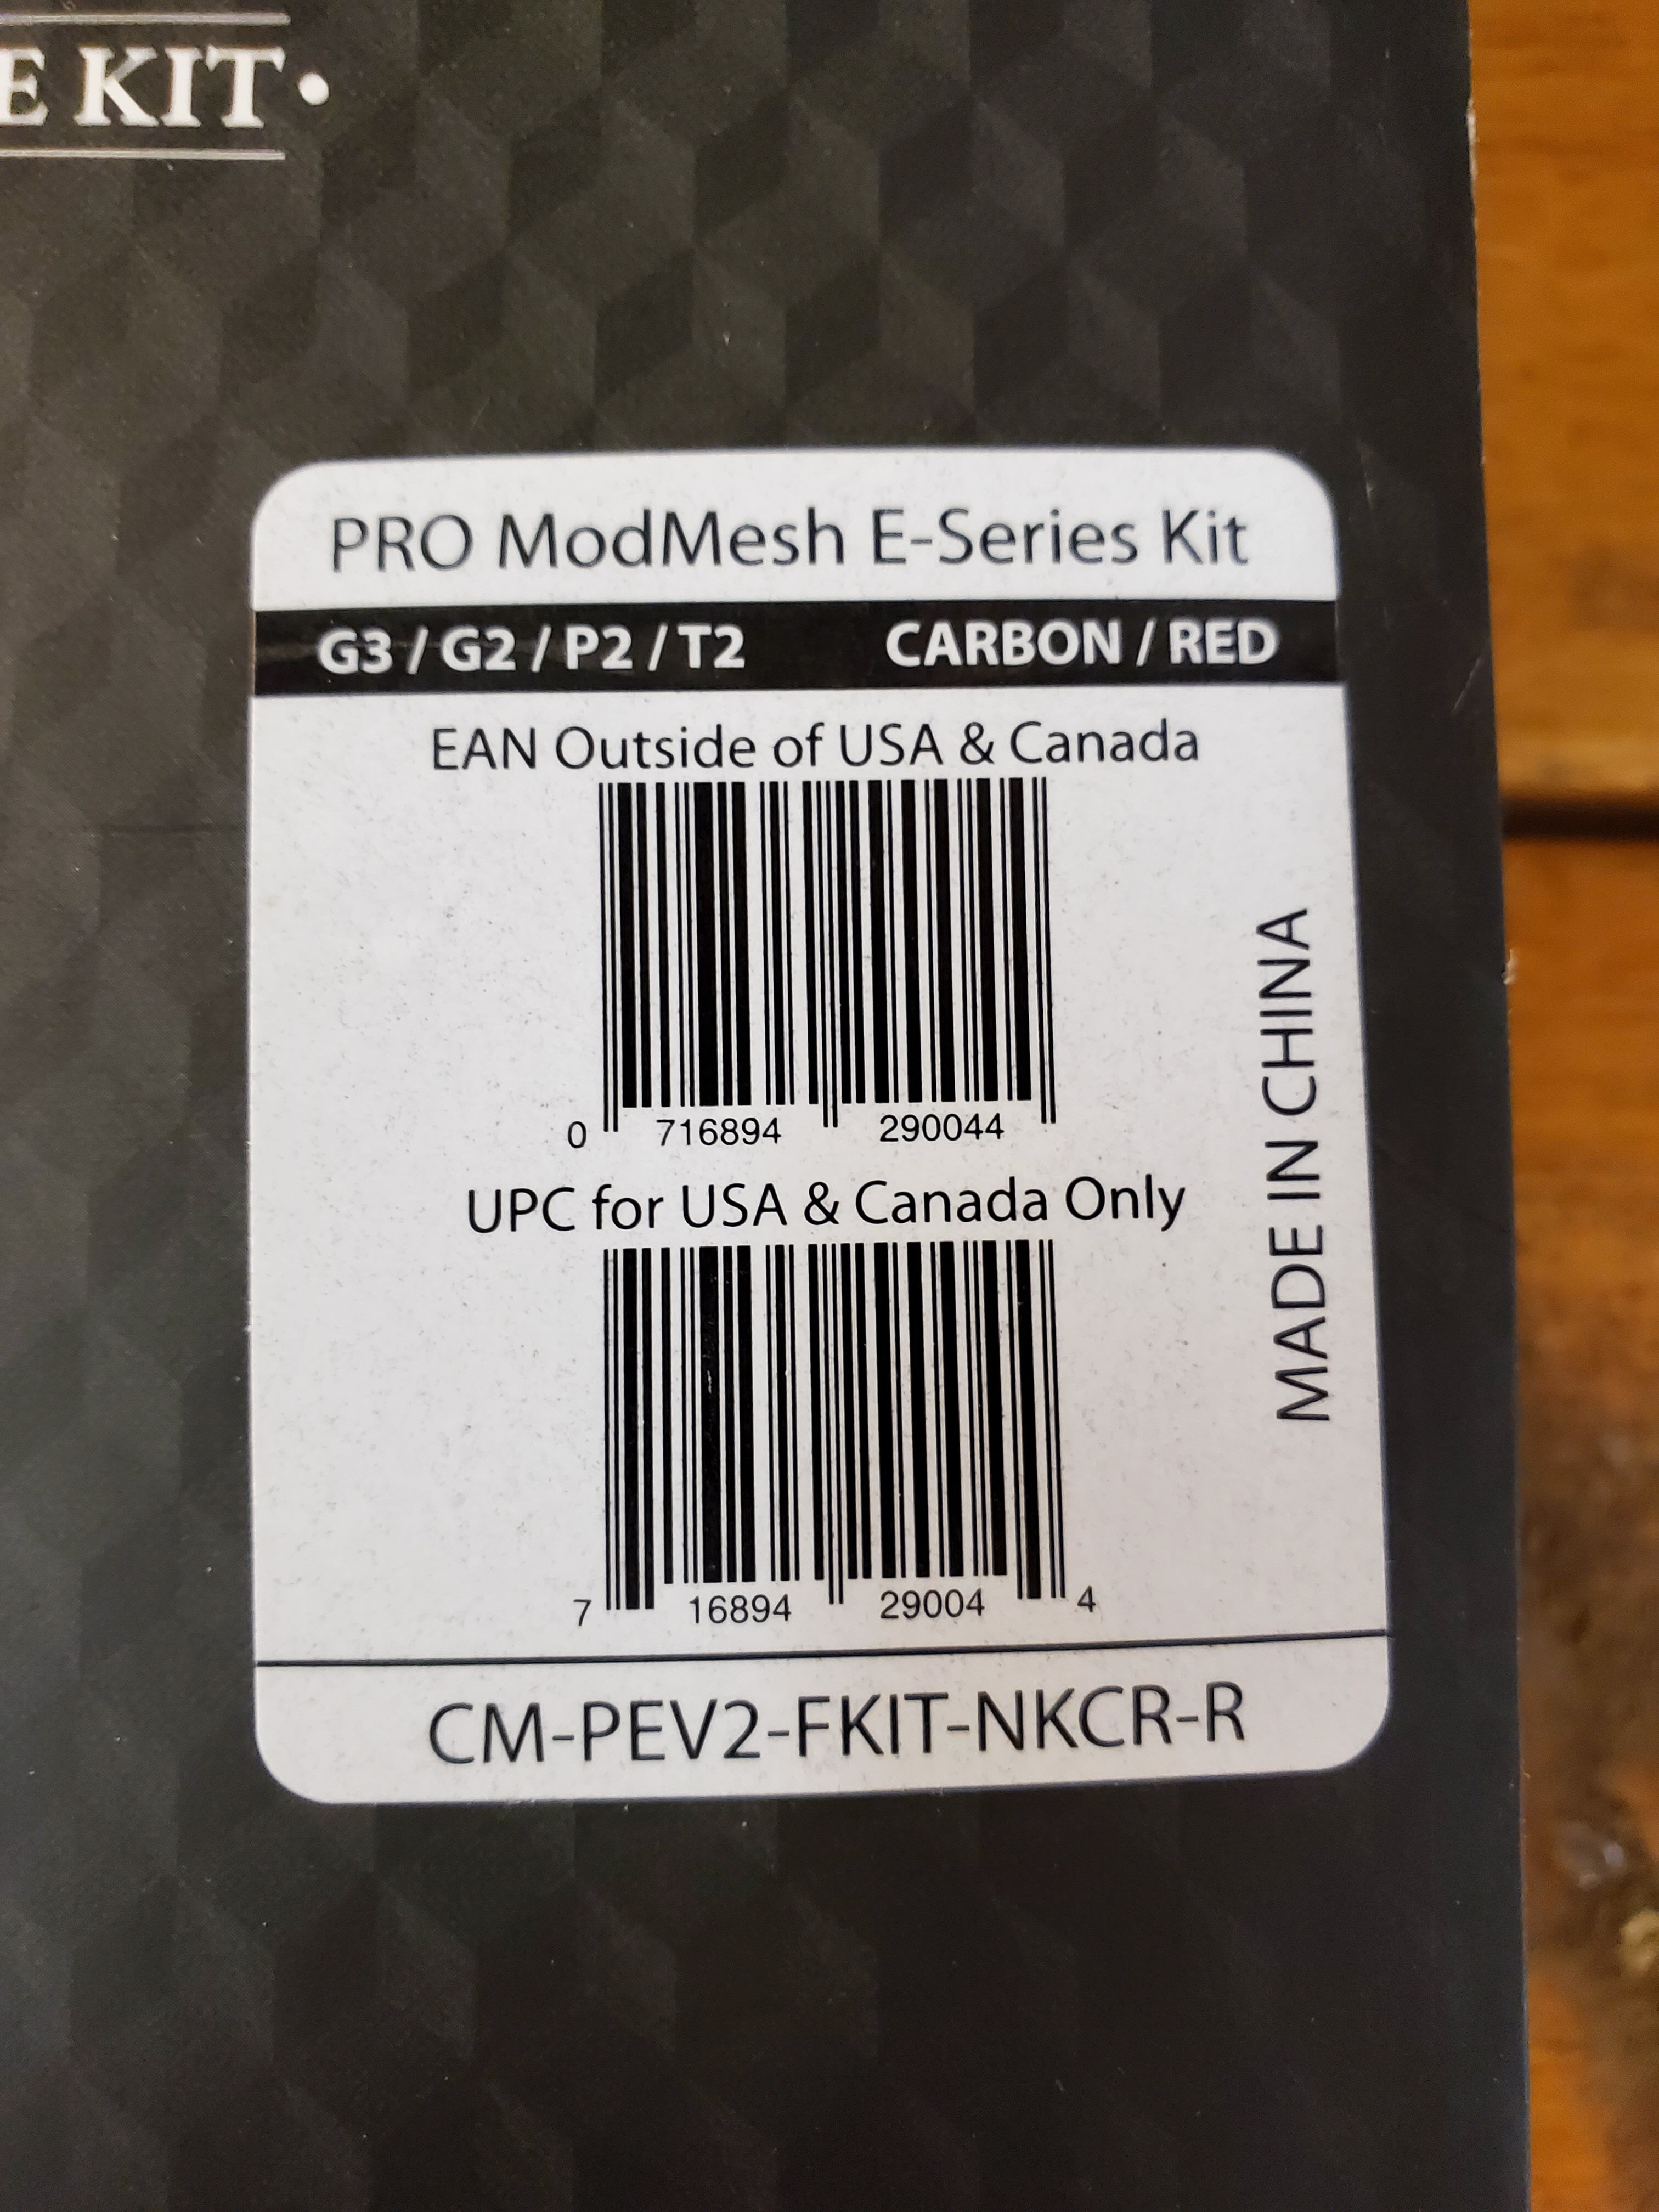 E KIT•
PRO ModMesh E-Series Kit
G3 / G2 / P2 / T2 CARBON / RED
EAN Outside of USA & Canada
0 716894 290044
UPC for USA & Canada Only
7 16894 29004 4
MADE IN CHINA
CM-PEV2-FKIT-NKCR-R